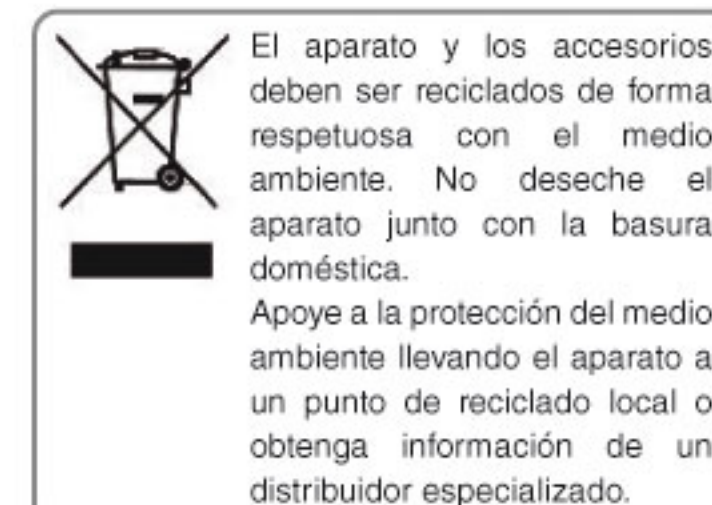 El aparato y los accesorios
deben ser reciclados de forma
respetuosa con el medio
ambiente. No deseche el
aparato junto con la basura
doméstica.
Apoye a la protección del medio
ambiente llevando el aparato a
un punto de reciclado local o
obtenga información de un
distribuidor especializado.